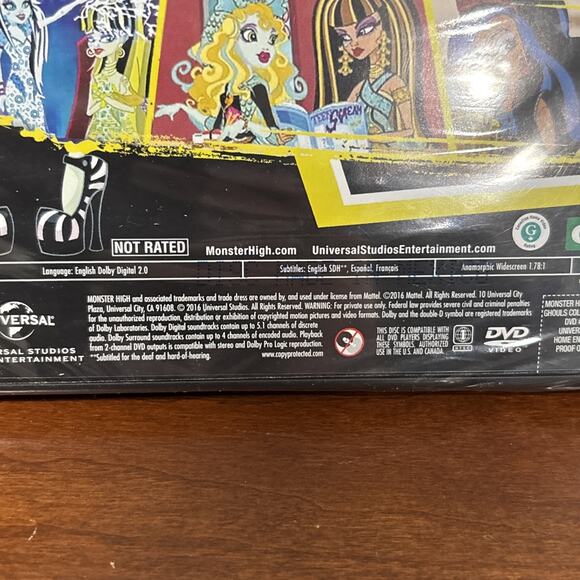 TEEN SCREAM
NOT RATED MonsterHigh.com UniversalStudiosEntertainment.com
G
G
Language: English Dolby Digital 2.0 Subtitles: English SDH**, Español, Français Anamorphic Widescreen 1.78:1
VERSAL
SAL STUDIOS
ENTERTAINMENT
MONSTER HIGH and associated trademarks and trade dress are owned by, and used under license from Mattel. ©2016 Mattel. All Rights Reserved. 10 Universal City
Plaza, Universal City, CA 91608. © 2016 Universal Studios. All Rights Reserved. WARNING: For private home use only. Federal law provides severe civil and criminal penalties
for the unauthorized reproduction, distribution or exhibition of copyrighted motion pictures and video formats. Dolby and the double-D symbol are registered trademarks
of Dolby Laboratories. Dolby Digital soundtracks contain up to 5.1 channels of discrete
audio. Dolby Surround soundtracks contain up to 4 channels of encoded audio. Playback
from 2-channel DVD outputs is compatible with stereo and Dolby Pro Logic reproduction.
**Subtitled for the deaf and hard-of-hearing.
www.copyprotected.com
THIS DISC IS COMPATIBLE WITH
ALL DVD PLAYERS DISPLAYING
THESE SYMBOLS. AUTHORIZED
USE IN THE U.S. AND CANADA.
NTSC
DVD
VIDEO
MONSTER H
GHOULS COL
DVD
UNIVER
HOME EN
PROOF O